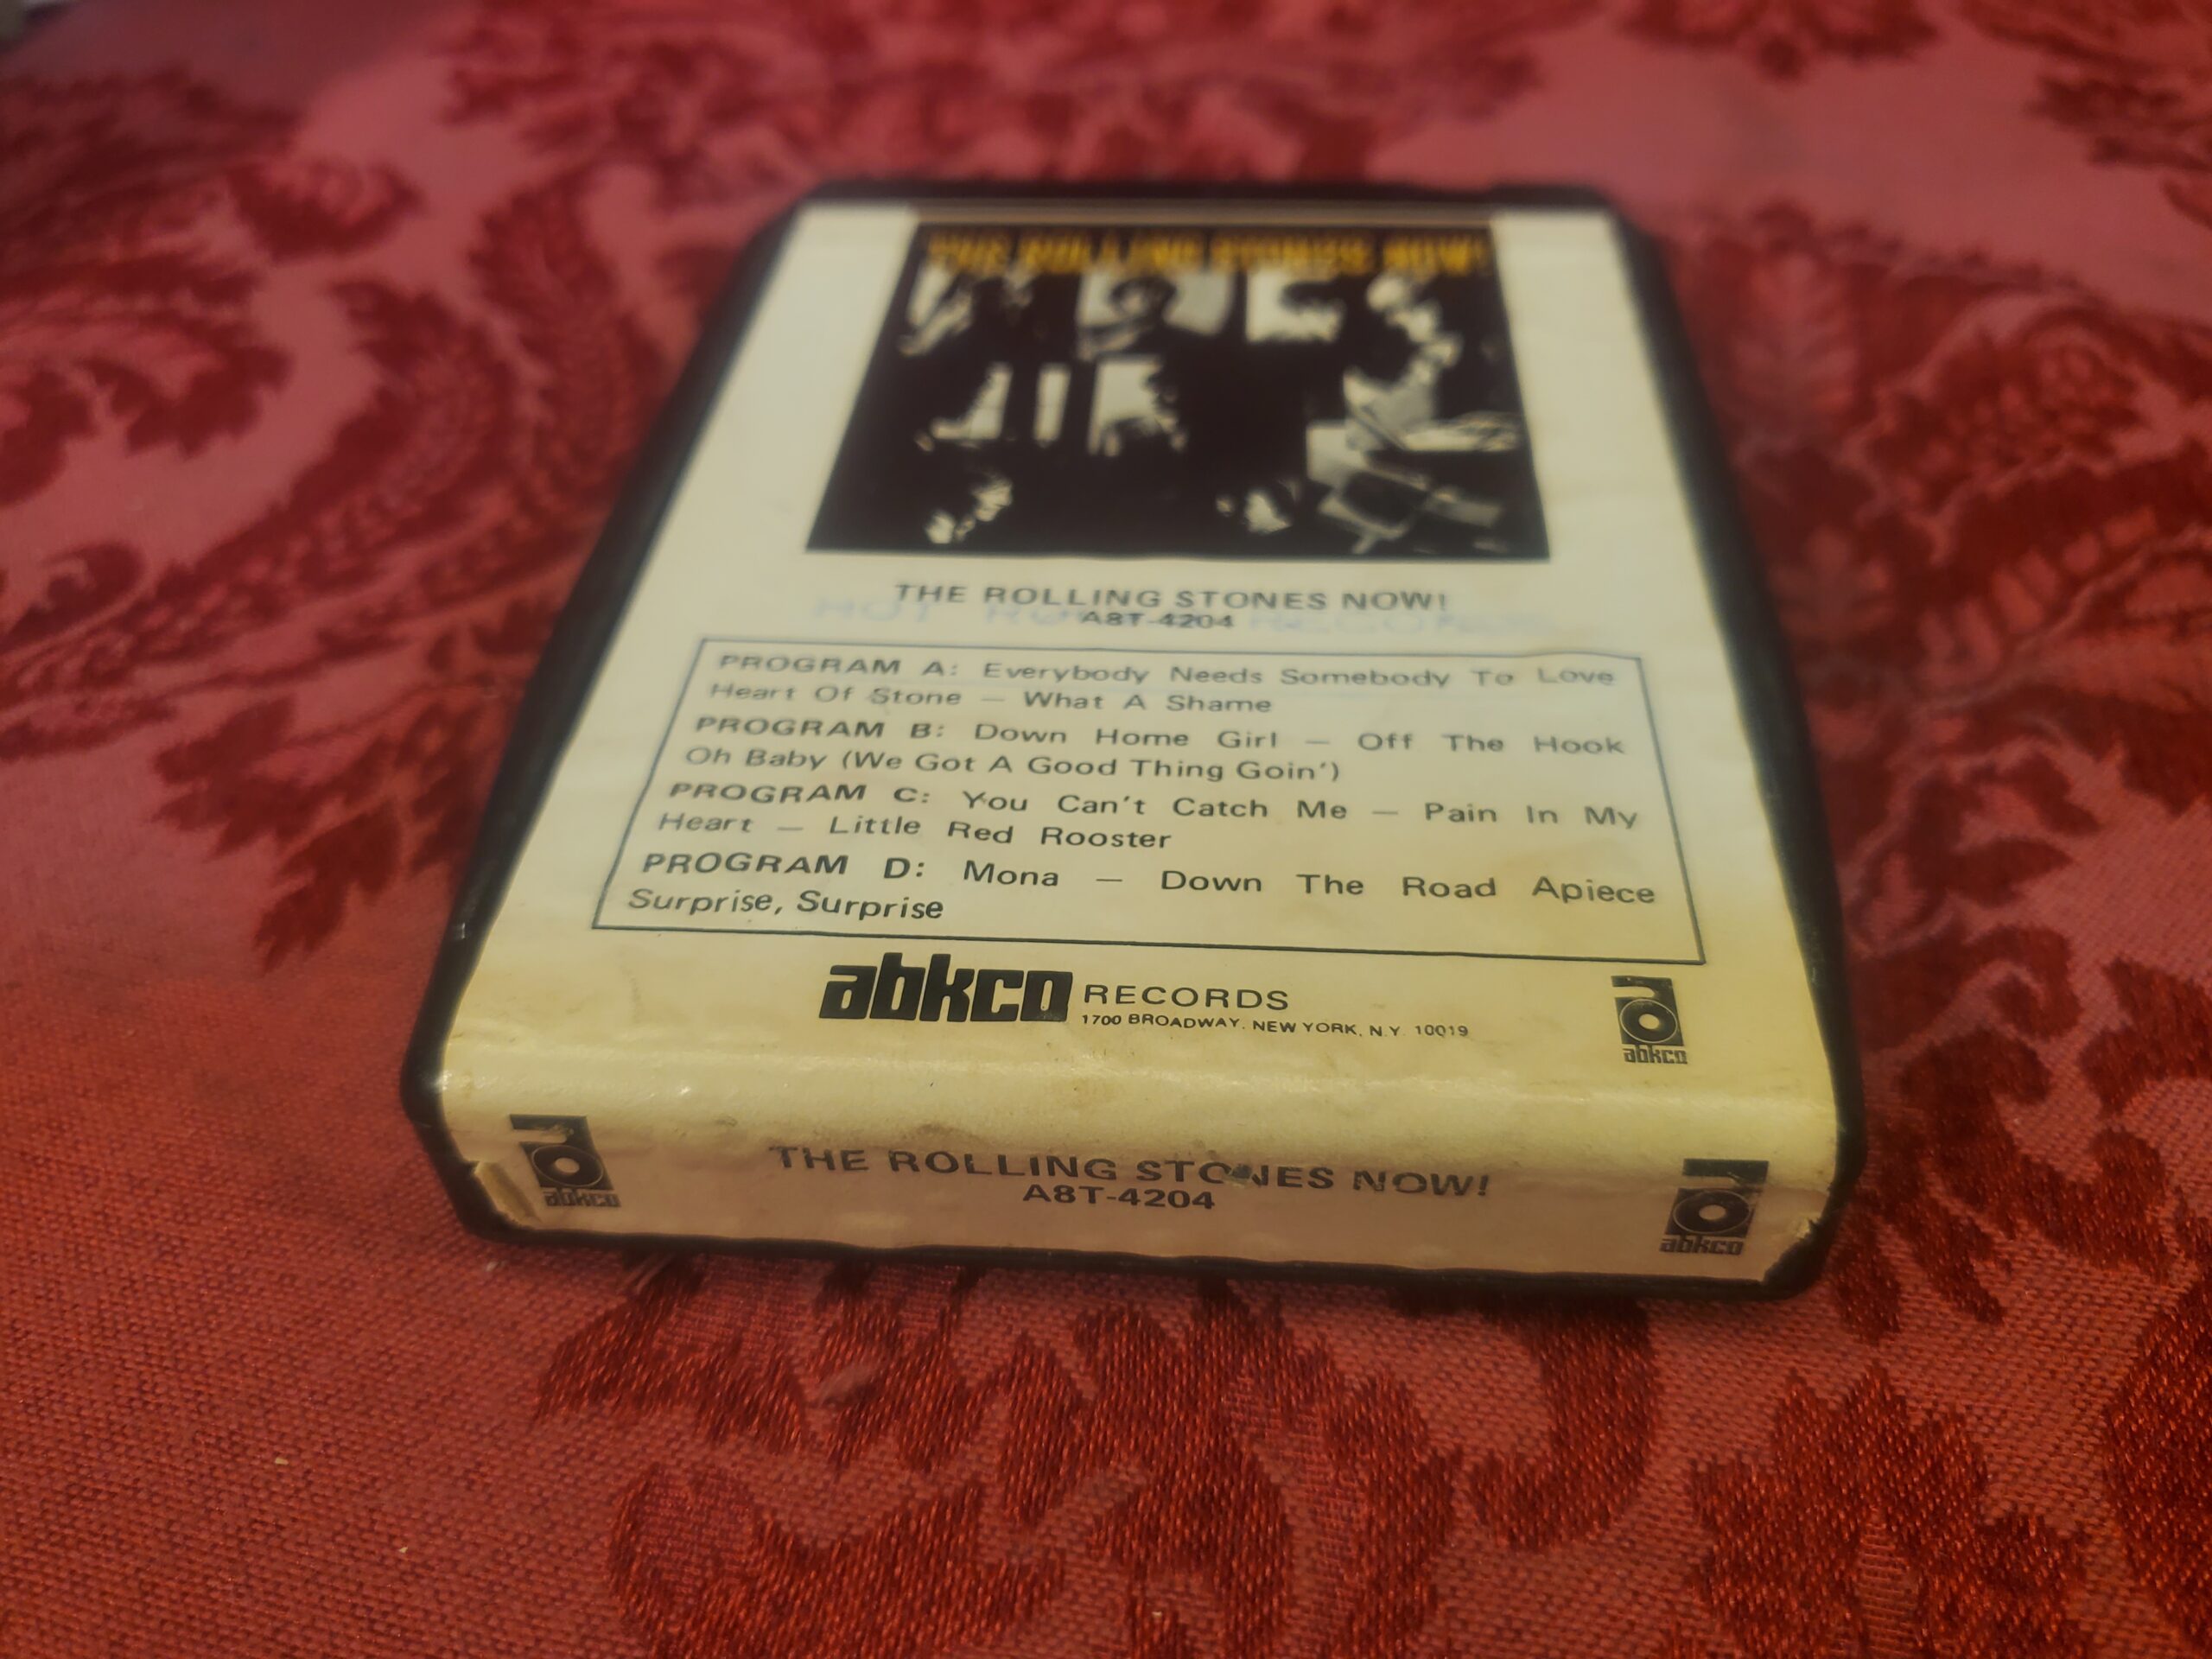 THE ROLLING STONES NOW!
THE ROLLING STONES NOW!
A8T-4204
PROGRAM A: Everybody Needs Somebody To Love
Heart Of Stone — What A Shame
PROGRAM B: Down Home Girl — Off The Hook
Oh Baby (We Got A Good Thing Goin')
PROGRAM C: You Can't Catch Me — Pain In My
Heart — Little Red Rooster
PROGRAM D: Mona — Down The Road Apiece
Surprise, Surprise
abkco RECORDS
1700 BROADWAY, NEW YORK, N.Y. 10019
abkco
abkco
THE ROLLING STONES NOW!
A8T-4204
abkco